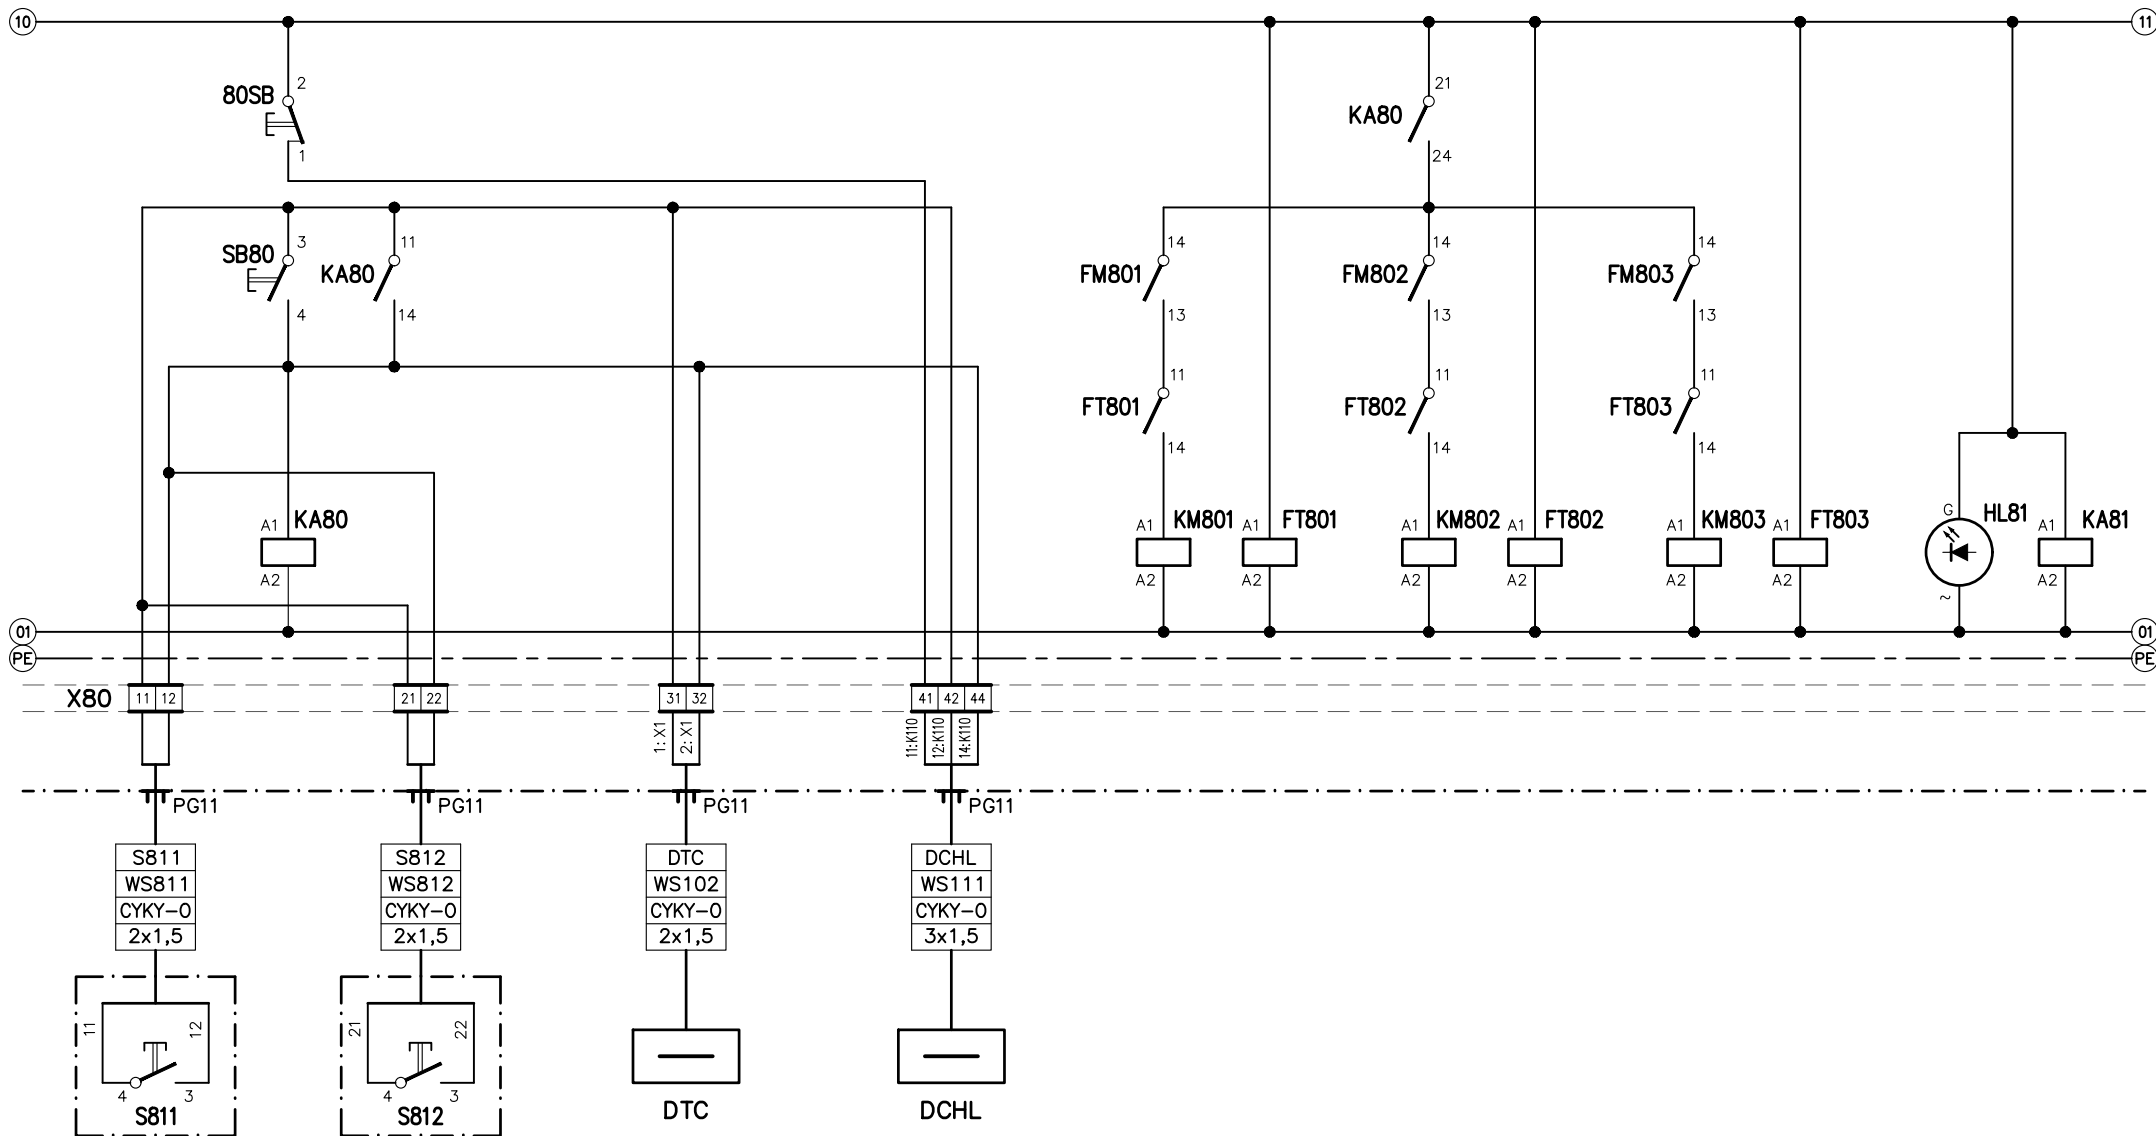 10
11
2
80SB
1
21
KA80
24
3
SB80
4
11
KA80
14
14
FM801
13
14
FM802
13
14
FM803
13
11
FT801
14
11
FT802
14
11
FT803
14
A1 KA80
A2
A1 KM801
A2
A1 FT801
A2
A1 KM802
A2
A1 FT802
A2
A1 KM803
A2
A1 FT803
A2
G HL81
~
A1 KA81
A2
01
01
PE
PE
X80 11 12 21 22 31 32 41 42 44
1: X1
2: X1
11:K110
12:K110
14:K110
PG11 PG11 PG11 PG11
S811
WS811
CYKY-O
2x1,5
S812
WS812
CYKY-O
2x1,5
DTC
WS102
CYKY-O
2x1,5
DCHL
WS111
CYKY-O
3x1,5
11
12
4 3
S811
21
22
4 3
S812
DTC
DCHL